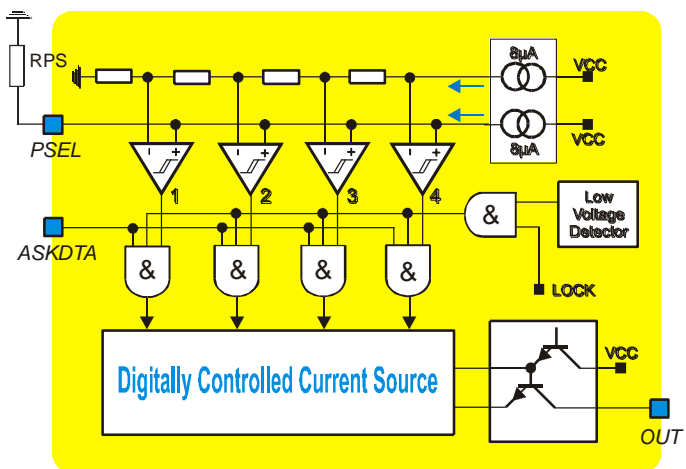 8µA
VCC
RPS
VCC
PSEL
8µA
- + - + - + - +
1 2 3 4
&
Low
Voltage
Detector
ASKDTA
& & & &
LOCK
Digitally Controlled Current Source
VCC
OUT